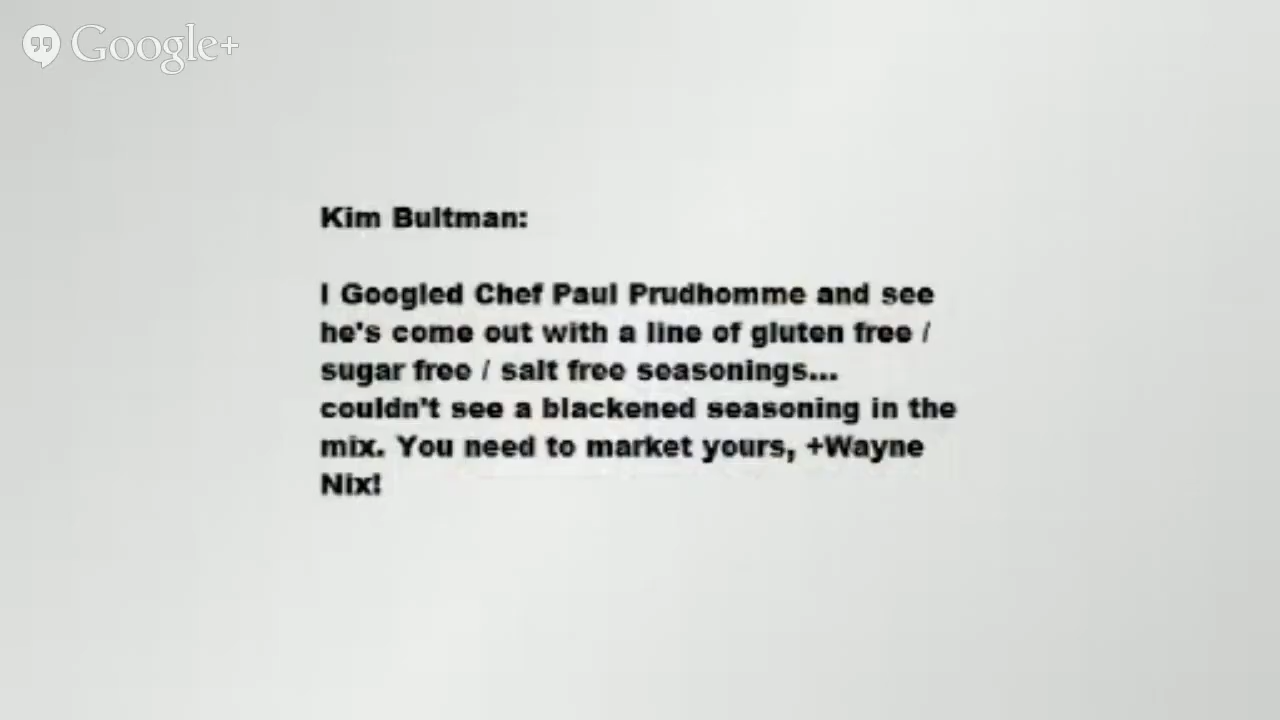 Google+
Kim Bultman:
I Googled Chef Paul Prudhomme and see
he's come out with a line of gluten free /
sugar free / salt free seasonings...
couldn't see a blackened seasoning in the
mix. You need to market yours, +Wayne
Nix!